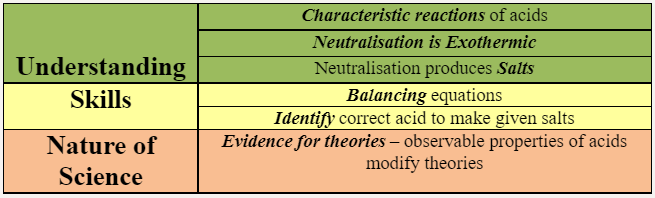 Understanding
Characteristic reactions of acids
Neutralisation is Exothermic
Neutralisation produces Salts
Skills
Balancing equations
Identify correct acid to make given salts
Nature of
Science
Evidence for theories – observable properties of acids
modify theories